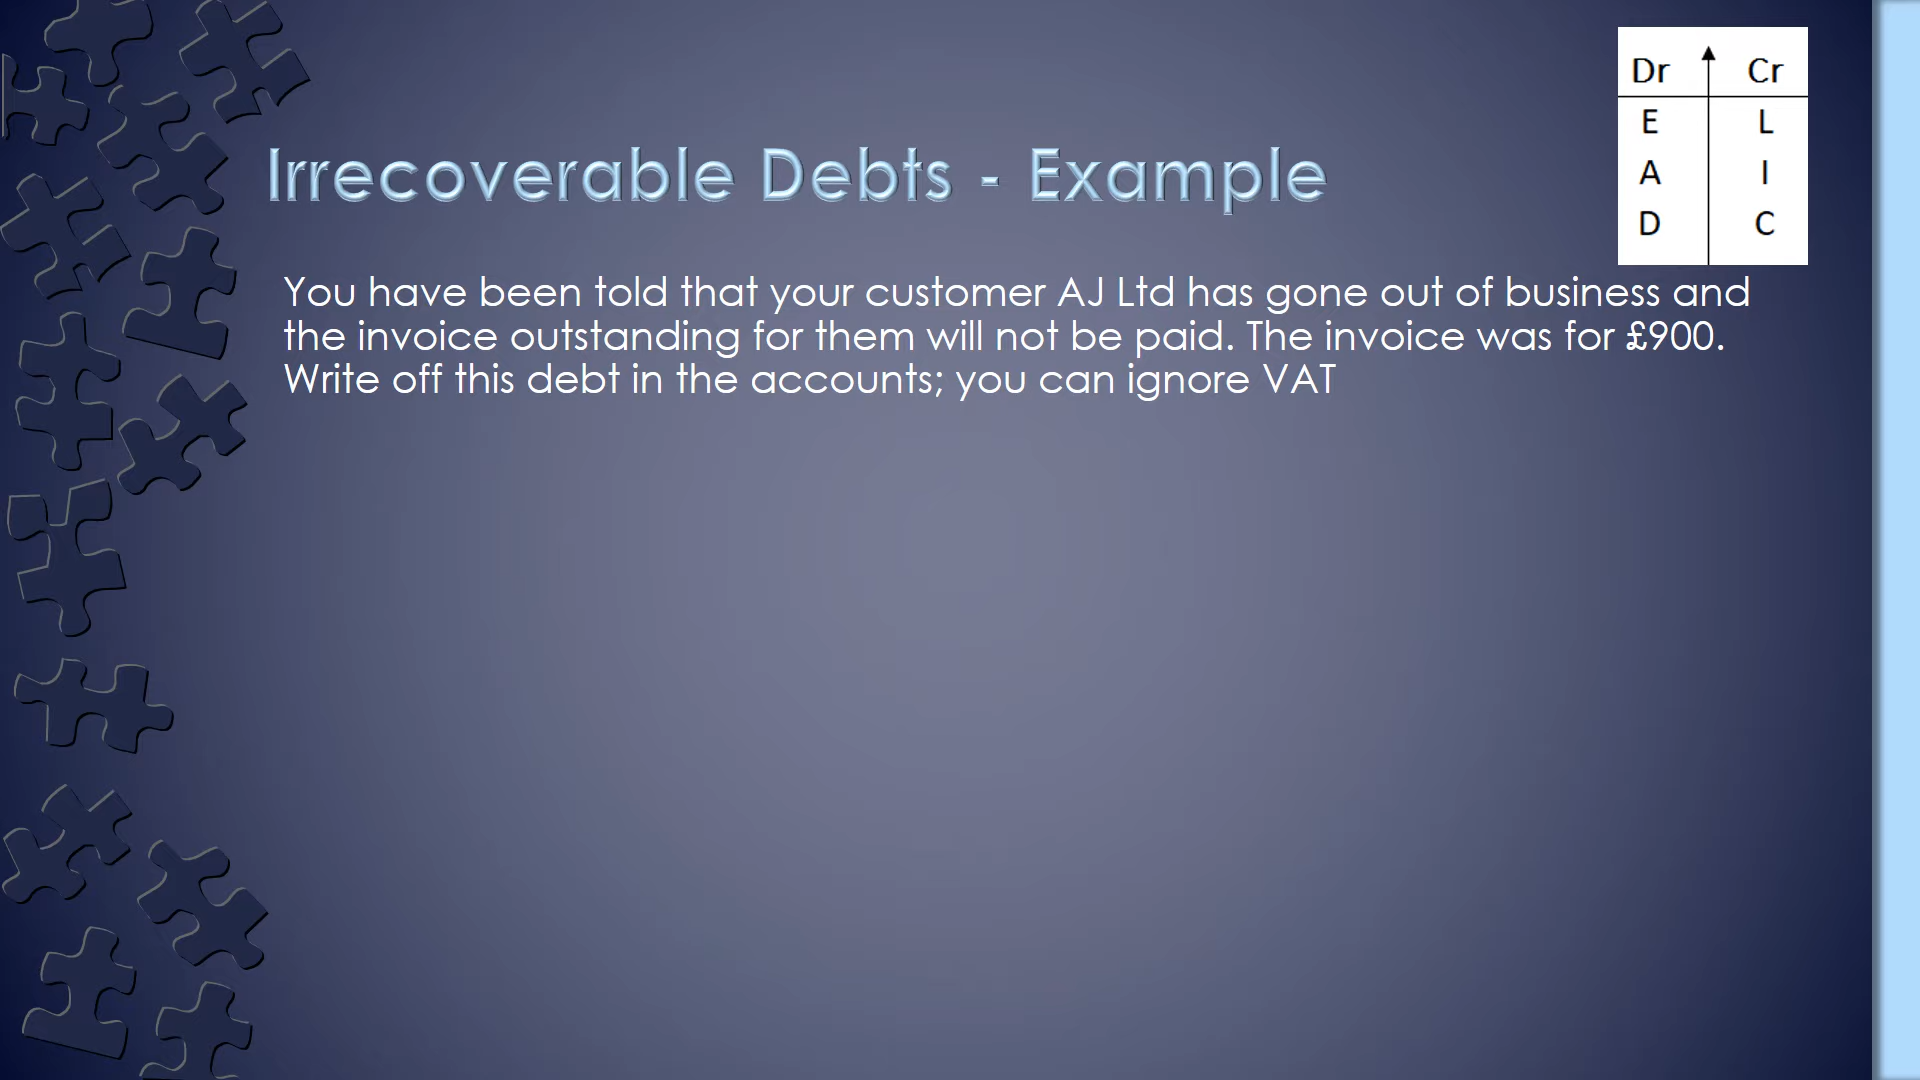 Dr Cr
E L
A I
D C
Irrecoverable Debts - Example
You have been told that your customer AJ Ltd has gone out of business and
the invoice outstanding for them will not be paid. The invoice was for £900.
Write off this debt in the accounts; you can ignore VAT